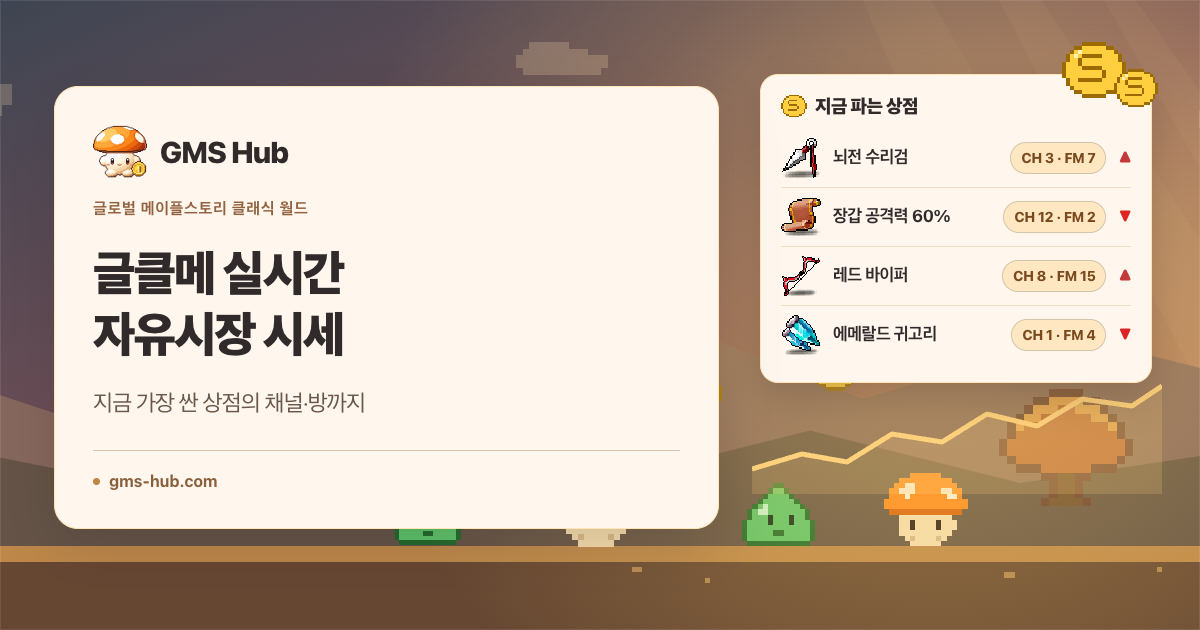 GMS Hub
글로벌 메이플스토리 클래식 월드
글클메 실시간
자유시장 시세
지금 가장 싼 상점의 채널·방까지
gms-hub.com
지금 파는 상점
뇌전 수리검 CH 3 · FM 7
장갑 공격력 60% CH 12 · FM 2
레드 바이퍼 CH 8 · FM 15
에메랄드 귀고리 CH 1 · FM 4